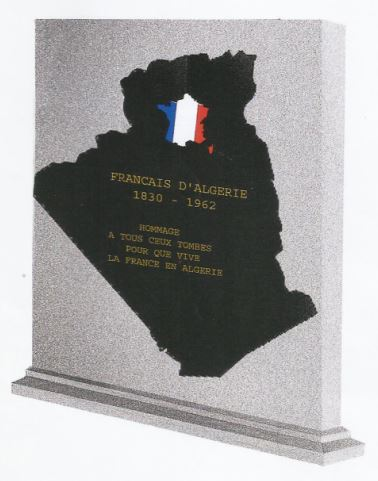 FRANCAIS D'ALGERIE
1830 - 1962
HOMMAGE
A TOUS CEUX TOMBES
POUR QUE VIVE
LA FRANCE EN ALGERIE